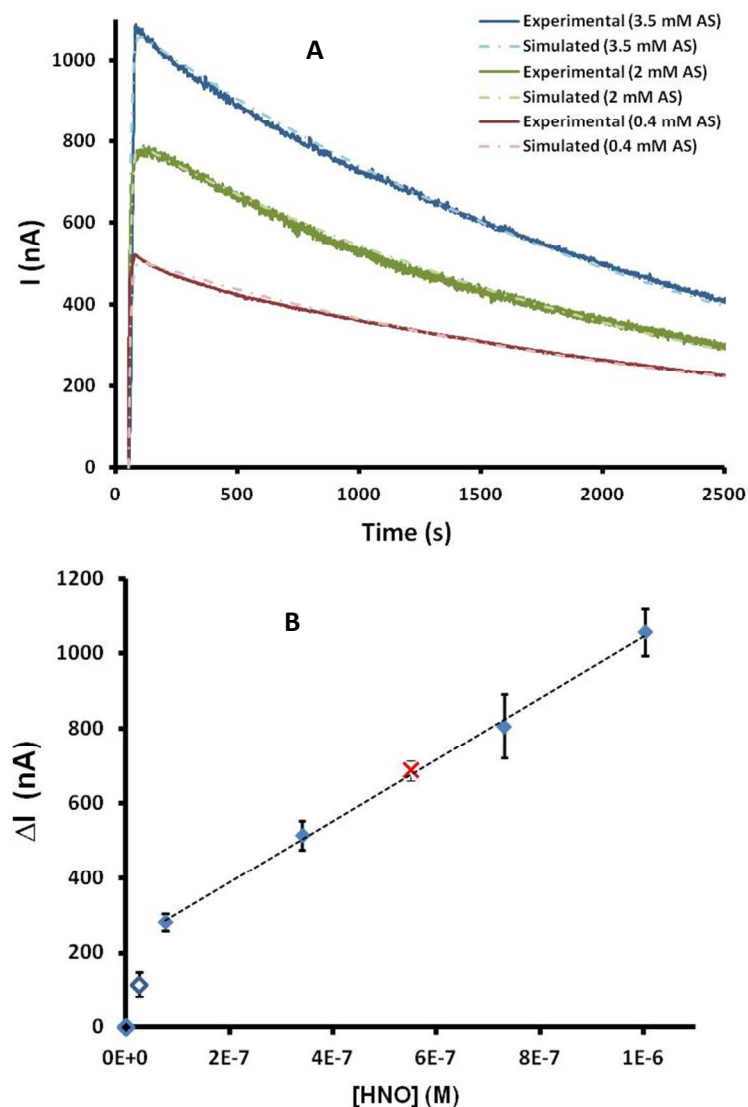 A
Experimental (3.5 mM AS)
Simulated (3.5 mM AS)
Experimental (2 mM AS)
Simulated (2 mM AS)
Experimental (0.4 mM AS)
Simulated (0.4 mM AS)
1000
800
600
400
200
0
I (nA)
0 500 1000 1500 2000 2500
Time (s)
B
1200
1000
800
600
400
200
0
ΔI (nA)
0E+0 2E-7 4E-7 6E-7 8E-7 1E-6
[HNO] (M)